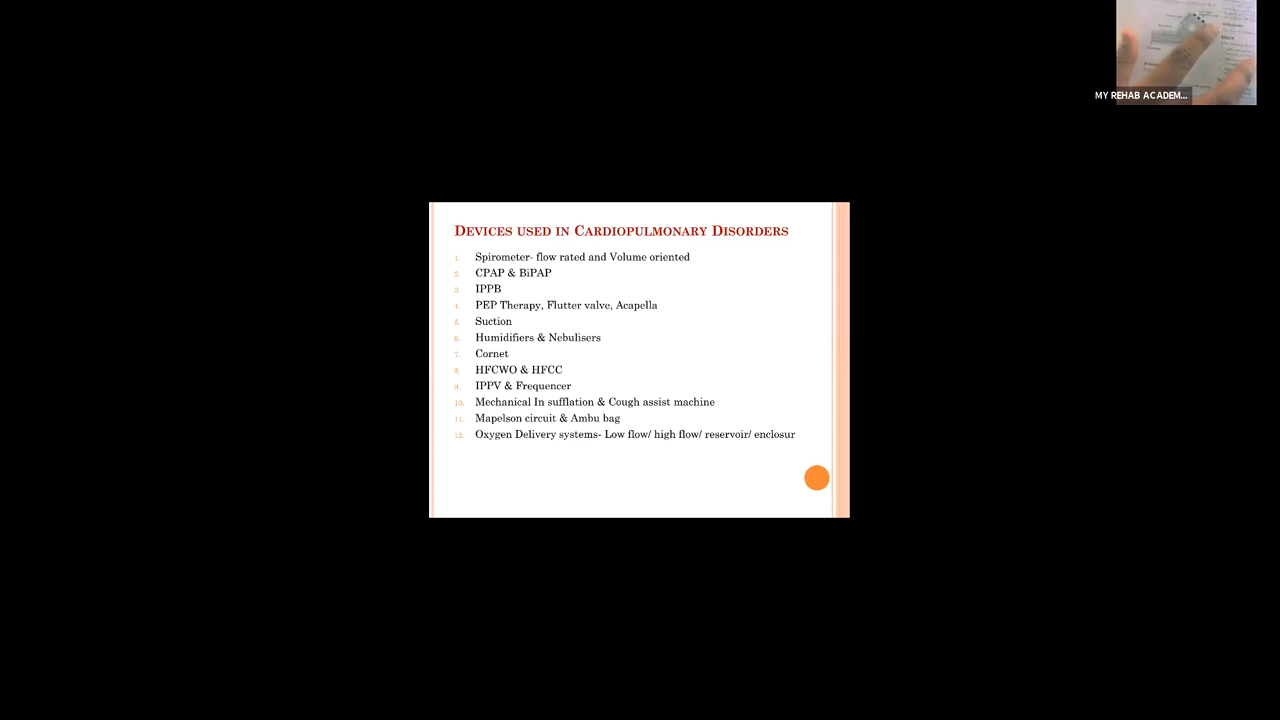 MY REHAB ACADEM...
DEVICES USED IN CARDIOPULMONARY DISORDERS
1. Spirometer- flow rated and Volume oriented
2. CPAP & BiPAP
3. IPPB
4. PEP Therapy, Flutter valve, Acapella
5. Suction
6. Humidifiers & Nebulisers
7. Cornet
8. HFCWO & HFCC
9. IPPV & Frequencer
10. Mechanical In sufflation & Cough assist machine
11. Mapelson circuit & Ambu bag
12. Oxygen Delivery systems- Low flow/ high flow/ reservoir/ enclosur